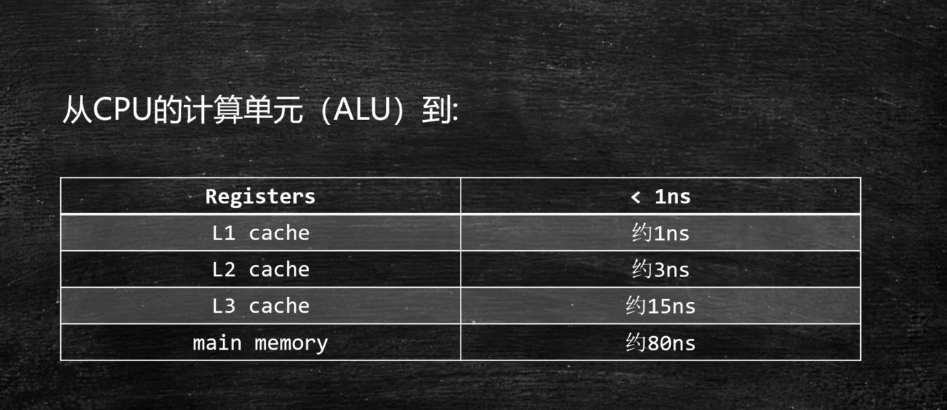 从CPU的计算单元（ALU）到:
Registers < 1ns
L1 cache 约1ns
L2 cache 约3ns
L3 cache 约15ns
main memory 约80ns